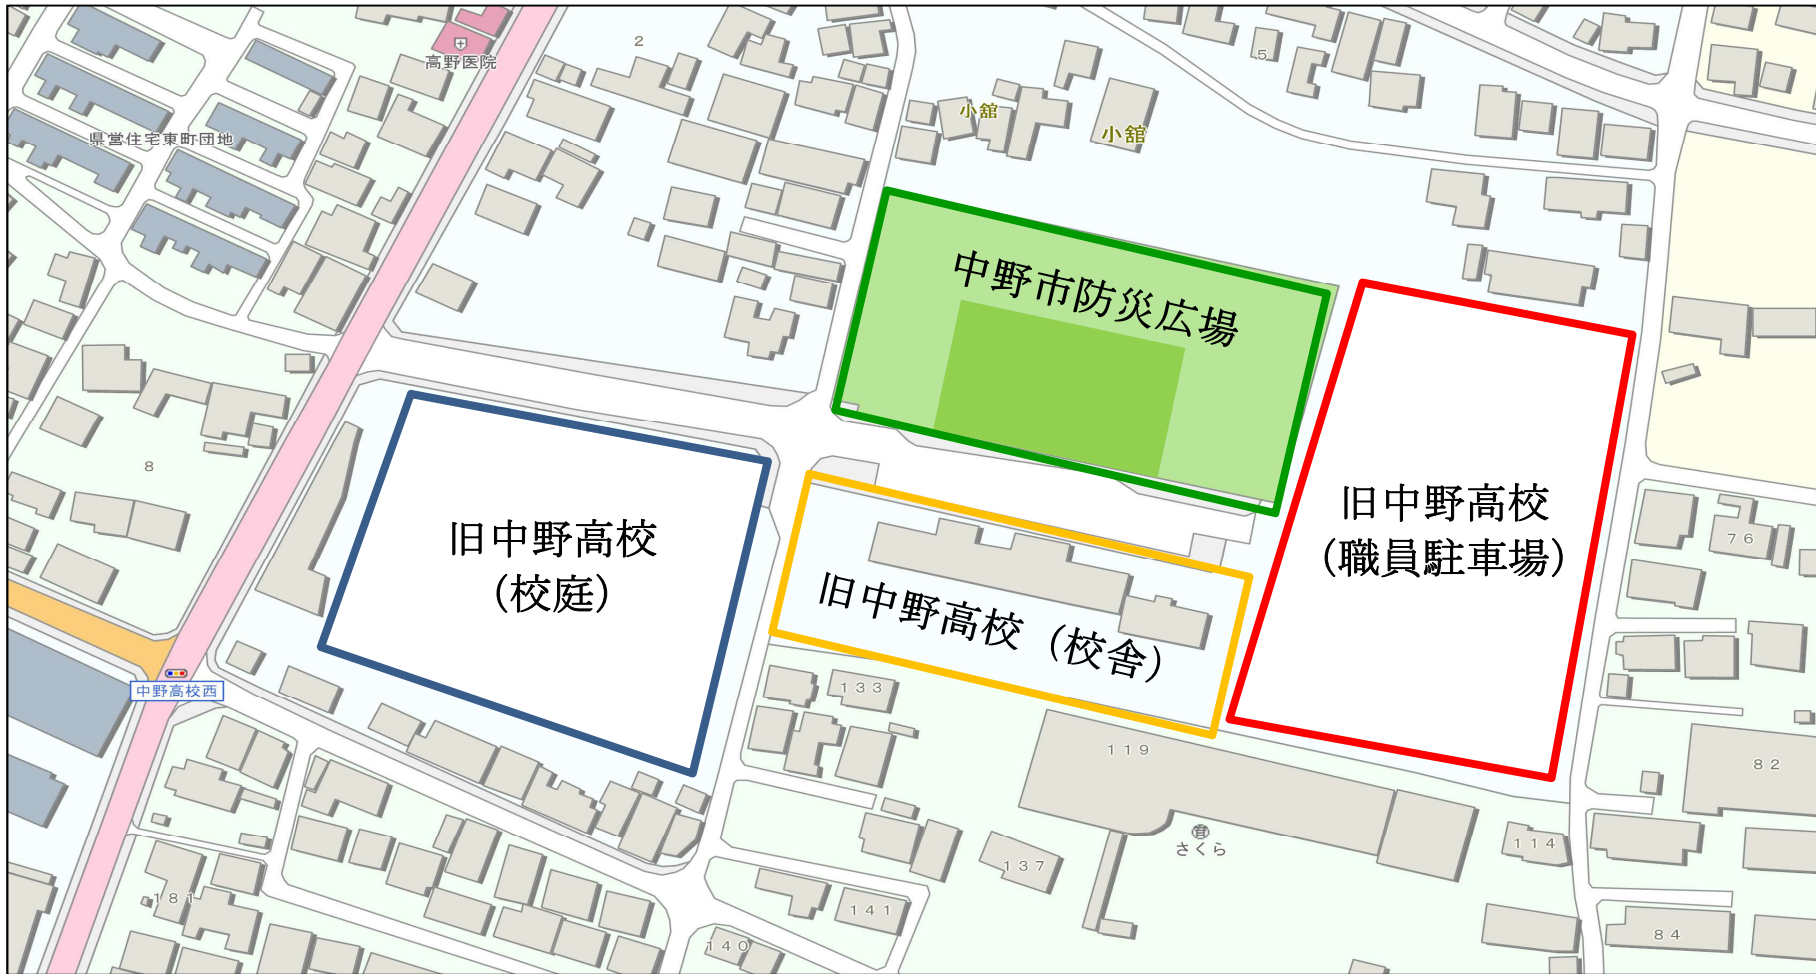 高野医院
2
5
小舘
小舘
県営住宅東町団地
中野市防災広場
8
旧中野高校
(校庭)
旧中野高校
(職員駐車場)
旧中野高校 (校舎)
76
中野高校西
133
119
82
さくら
137
114
181
141
140
84